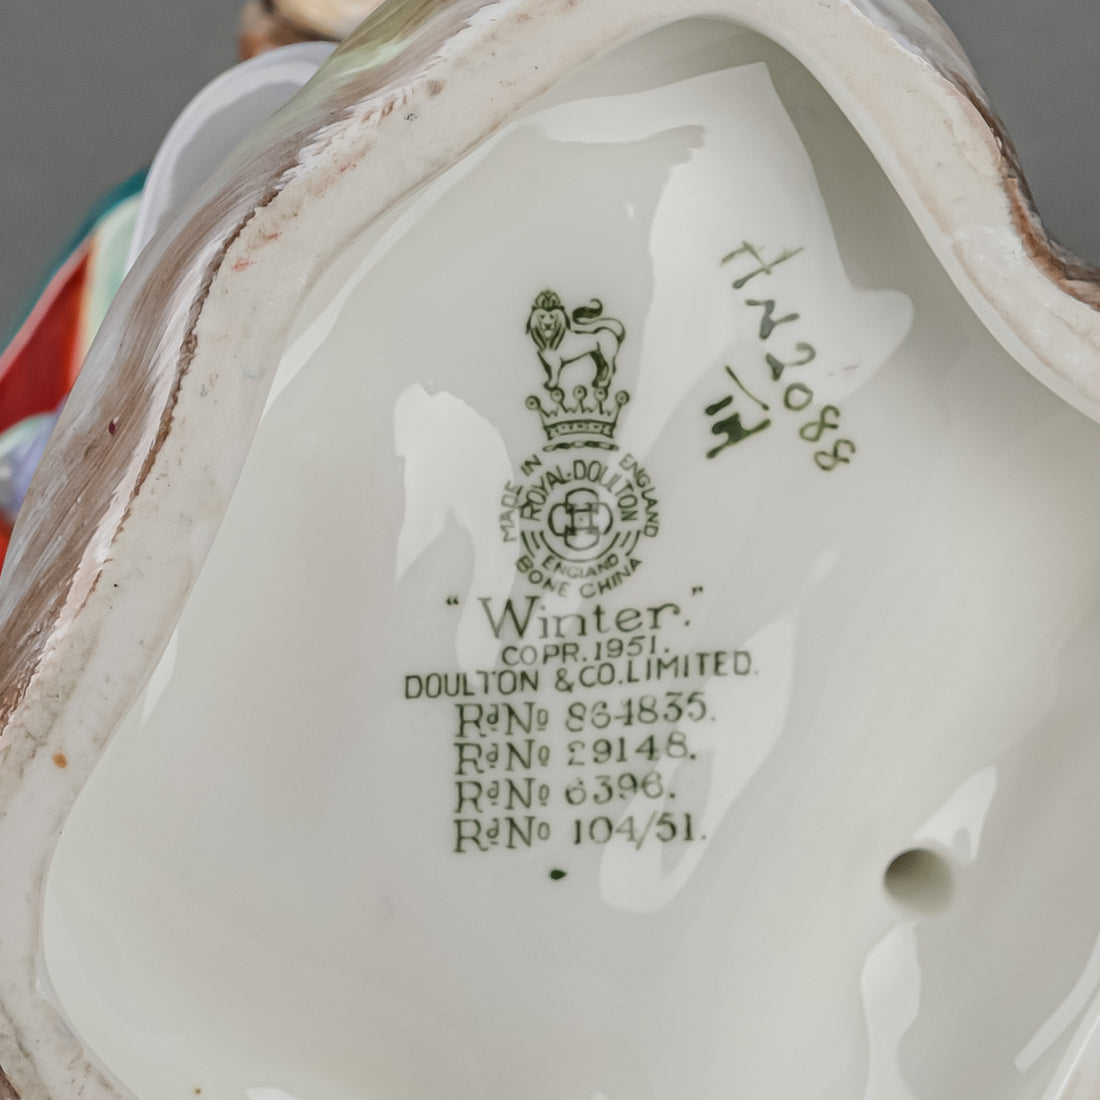 HN2088
MADE IN ENGLAND
ROYAL·DOULTON
ENGLAND
BONE CHINA
"Winter."
COPR.1951.
DOULTON & CO. LIMITED.
RdNo 864835.
RdNo 29148.
RdNo 6396.
RdNo 104/51.